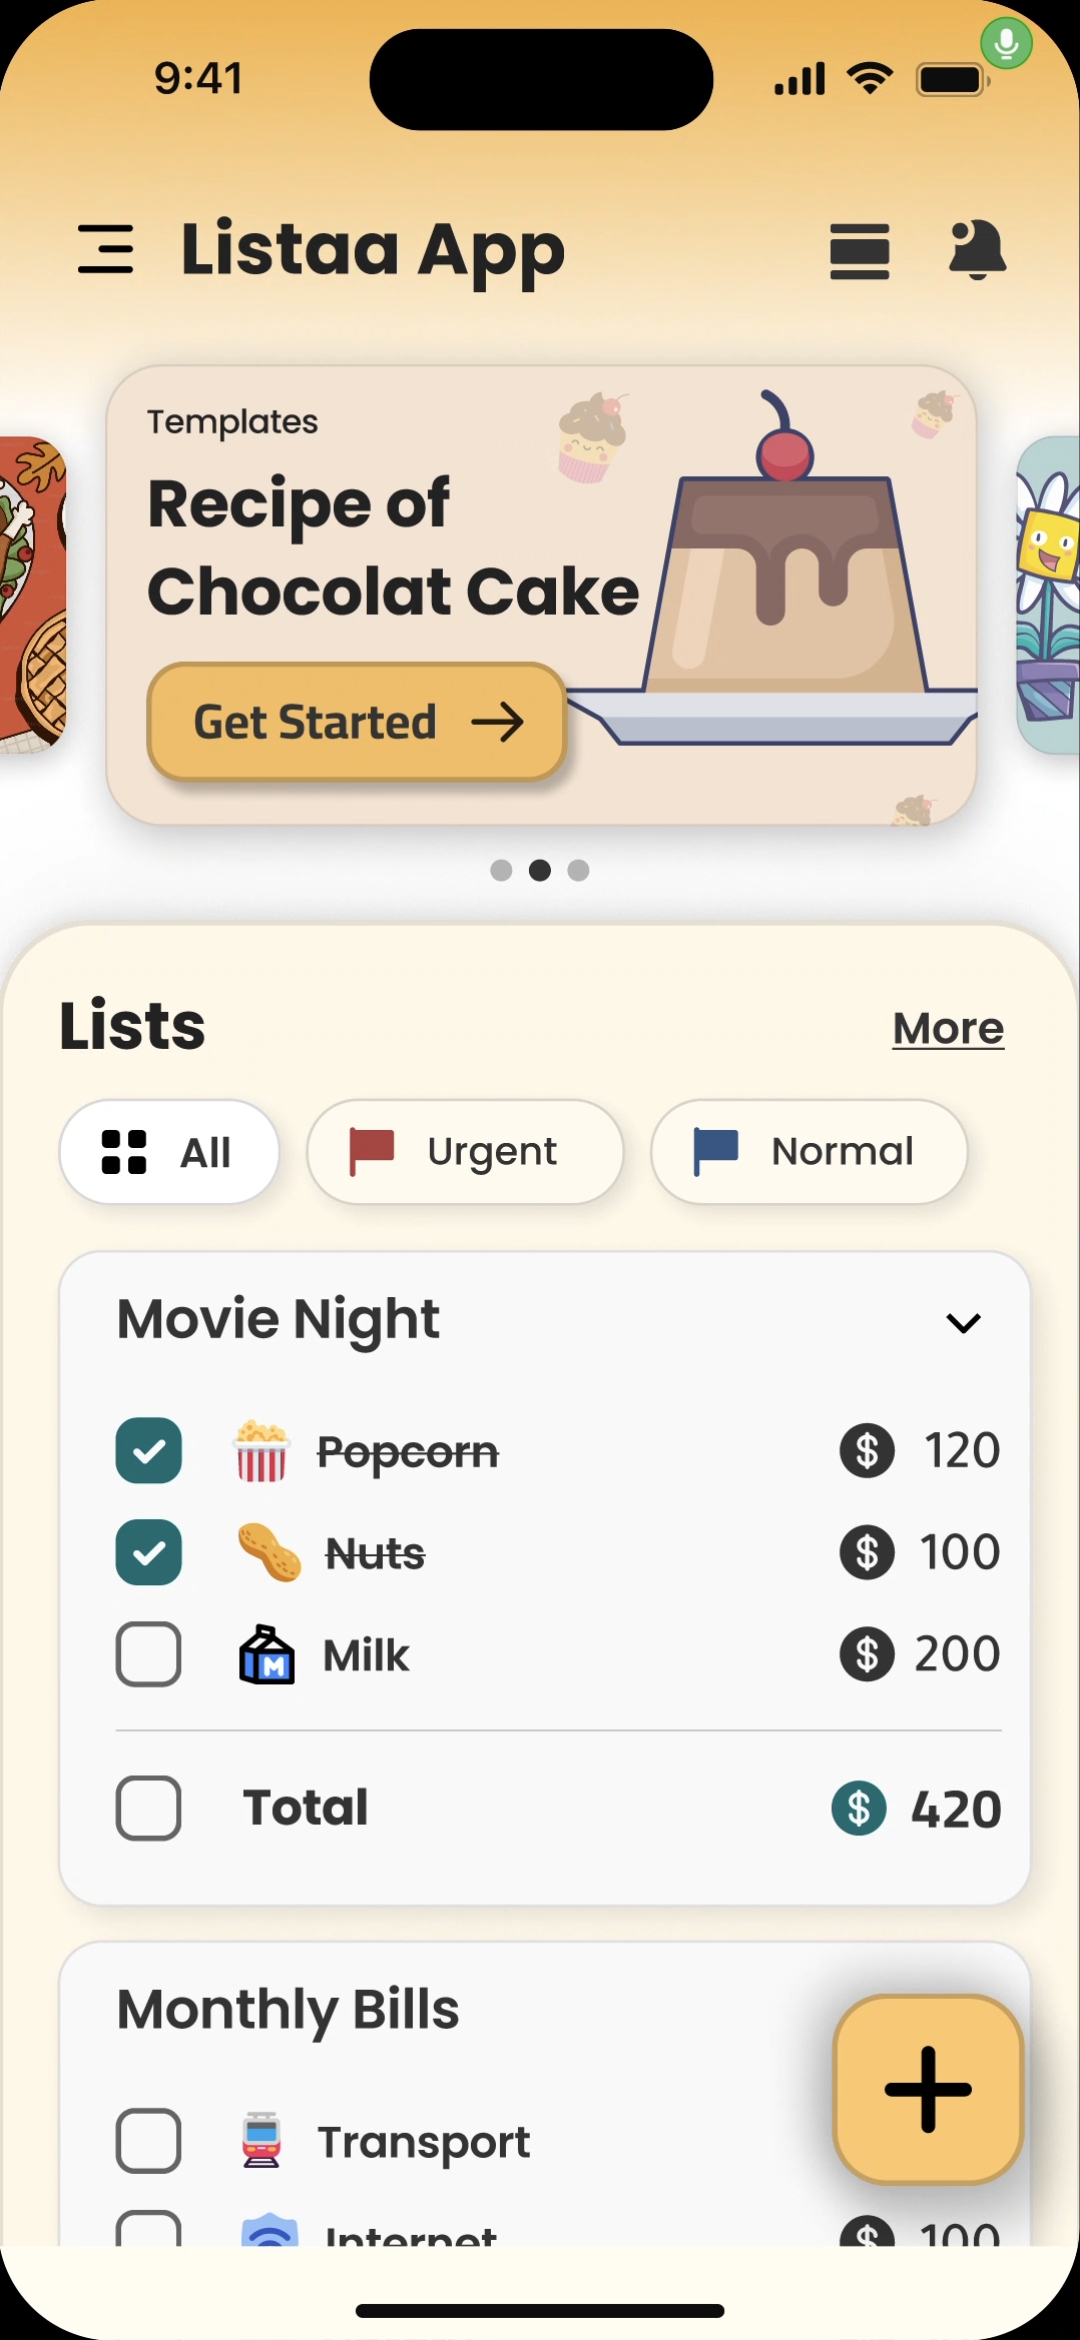 9:41
Listaa App
Templates
Recipe of
Chocolat Cake
Get Started
Lists
More
All
Urgent
Normal
Movie Night
Popcorn
$ 120
Nuts
$ 100
M
Milk
$ 200
Total
$ 420
Monthly Bills
Transport
Internet
$ 100